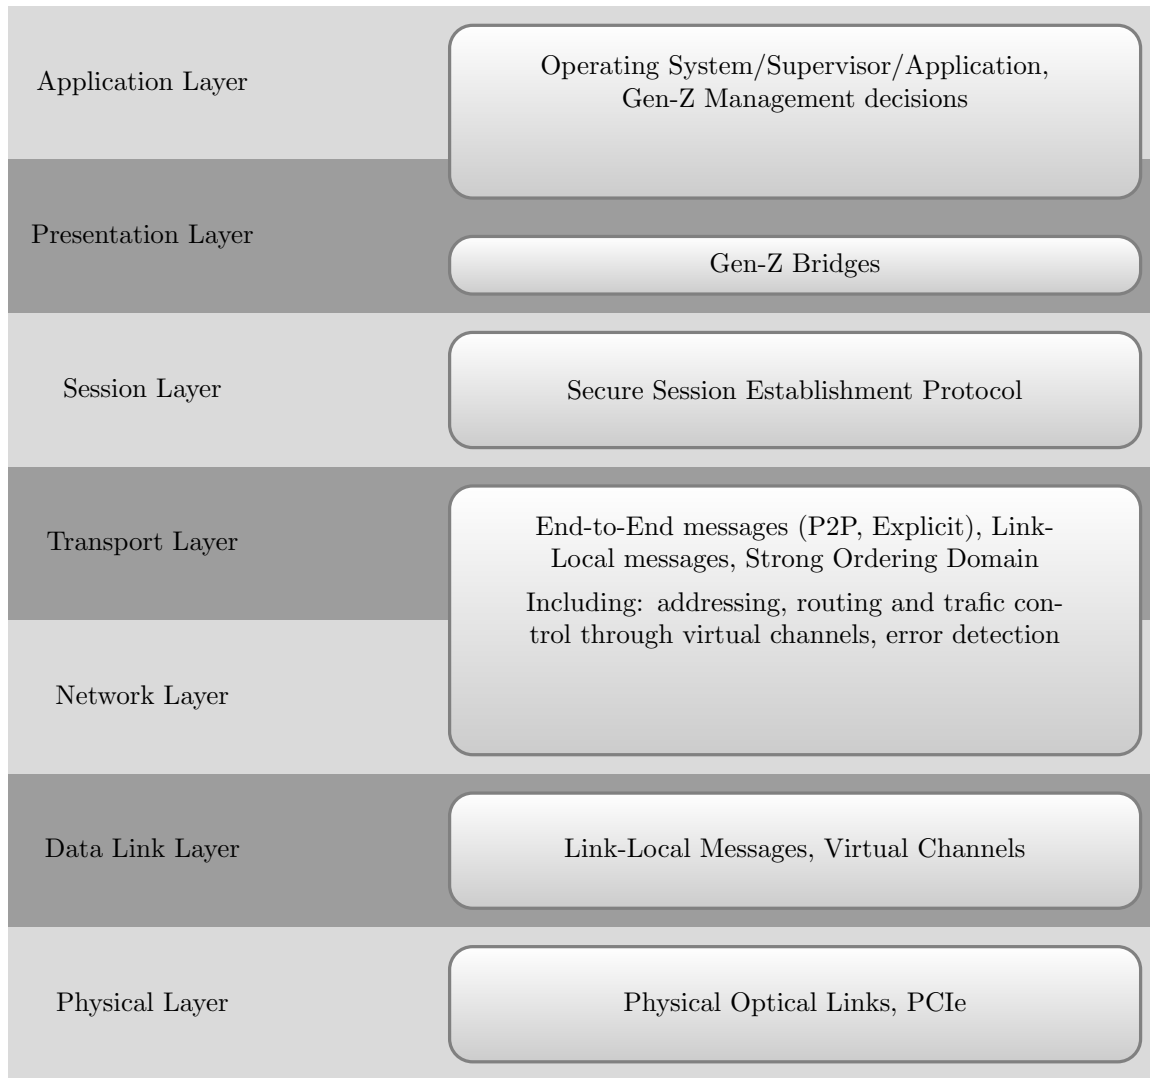 Application Layer
Operating System/Supervisor/Application,
Gen-Z Management decisions
Presentation Layer
Gen-Z Bridges
Session Layer
Secure Session Establishment Protocol
Transport Layer
End-to-End messages (P2P, Explicit), Link-
Local messages, Strong Ordering Domain
Including: addressing, routing and trafic con-
trol through virtual channels, error detection
Network Layer
Data Link Layer
Link-Local Messages, Virtual Channels
Physical Layer
Physical Optical Links, PCIe